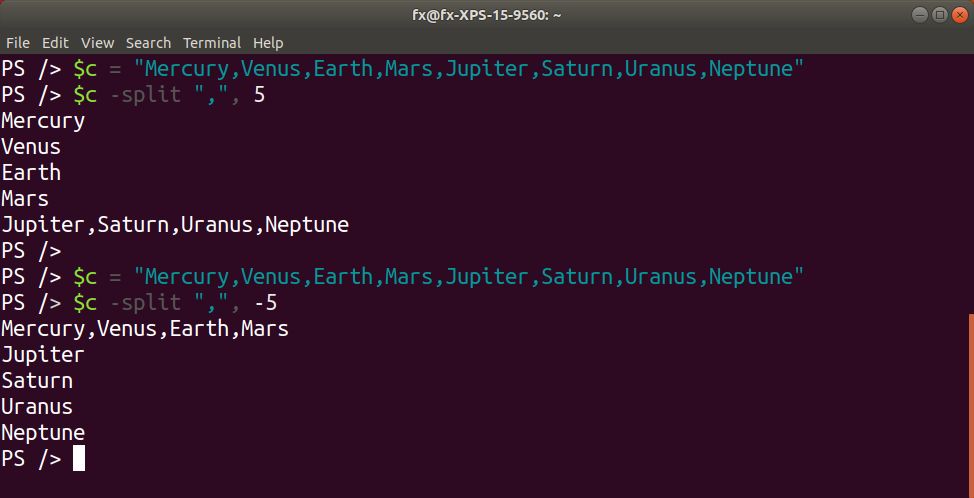 fx@fx-XPS-15-9560: ~
File Edit View Search Terminal Help
PS /> $c = "Mercury,Venus,Earth,Mars,Jupiter,Saturn,Uranus,Neptune"
PS /> $c -split ",", 5
Mercury
Venus
Earth
Mars
Jupiter,Saturn,Uranus,Neptune
PS />
PS /> $c = "Mercury,Venus,Earth,Mars,Jupiter,Saturn,Uranus,Neptune"
PS /> $c -split ",", -5
Mercury,Venus,Earth,Mars
Jupiter
Saturn
Uranus
Neptune
PS />